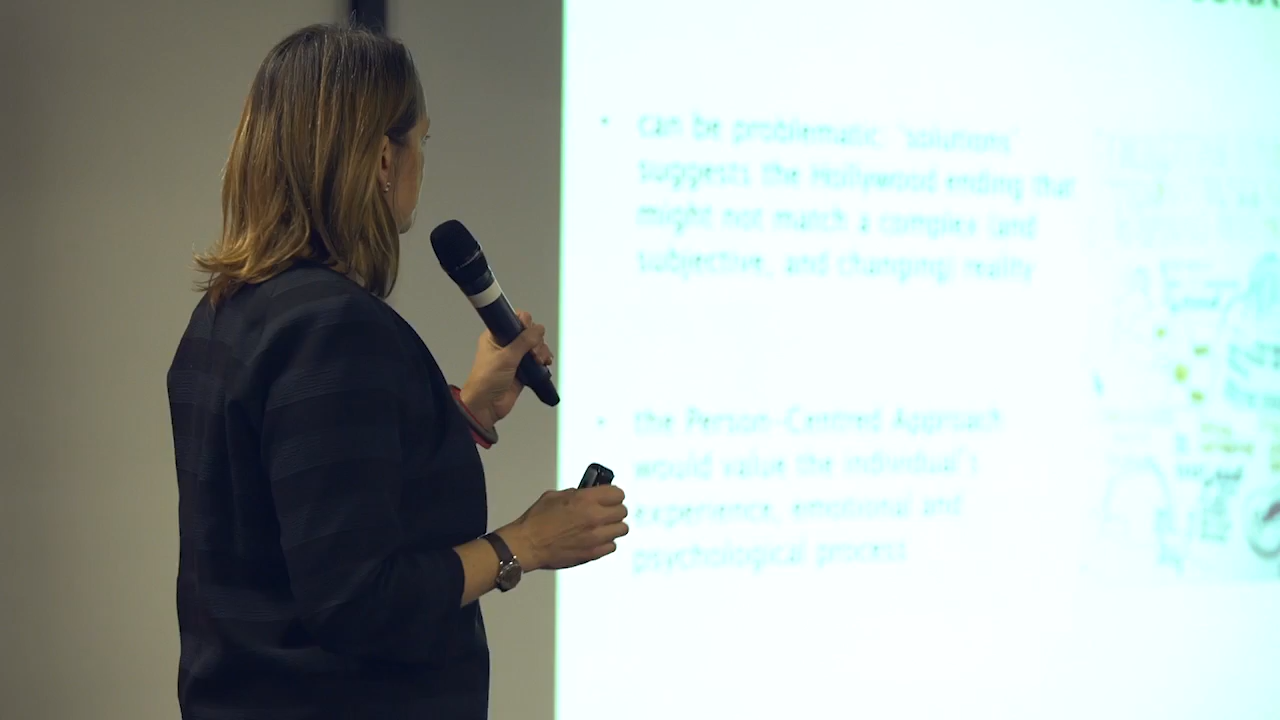 can be problematic: 'solutions'
suggests the Hollywood ending that
might not match a complex (and
subjective, and changing) reality
the Person-Centred Approach
would value the individual's
experience, emotional and
psychological process